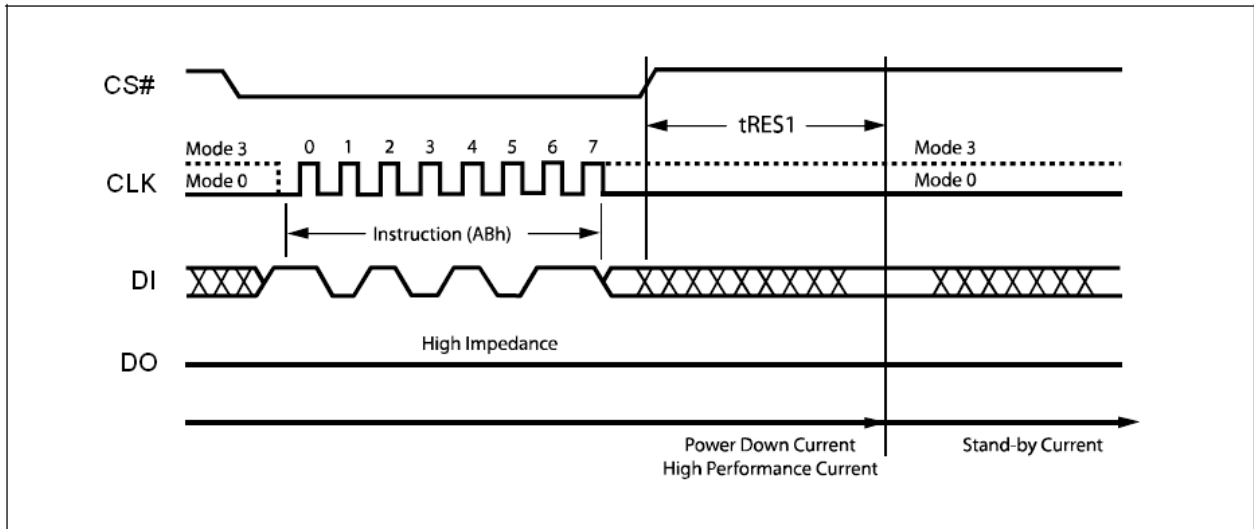 CS#
tRES1
Mode 3
0 1 2 3 4 5 6 7
Mode 3
CLK
Mode 0
Mode 0
Instruction (ABh)
DI
High Impedance
DO
Power Down Current
High Performance Current
Stand-by Current